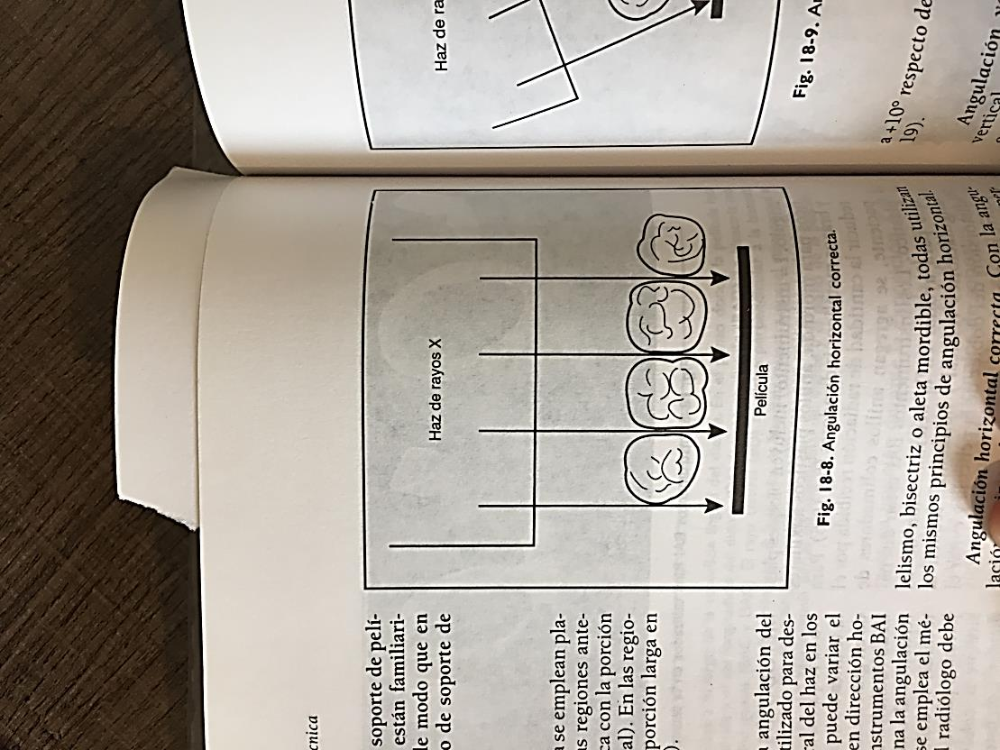 cnica
soporte de pelí-
están familiari-
le modo que en
o de soporte de
se emplean pla-
s regiones ante-
a con la porción
al). En las regio-
porción larga en
).
angulación del
tilizado para des-
ral del haz en los
puede variar el
en dirección ho-
nstrumentos BAI
na la angulación
se emplea el mé-
radiólogo debe
Haz de rayos X
Película
Fig. 18-8. Angulación horizontal correcta.
lelismo, bisectriz o aleta mordible, todas utilizan
los mismos principios de angulación horizontal.
Angulación horizontal correcta. Con la angu-
lación
Haz de ra
Fig. 18-9. Ar
a +10° respecto de
19).
Angulación v
vertical